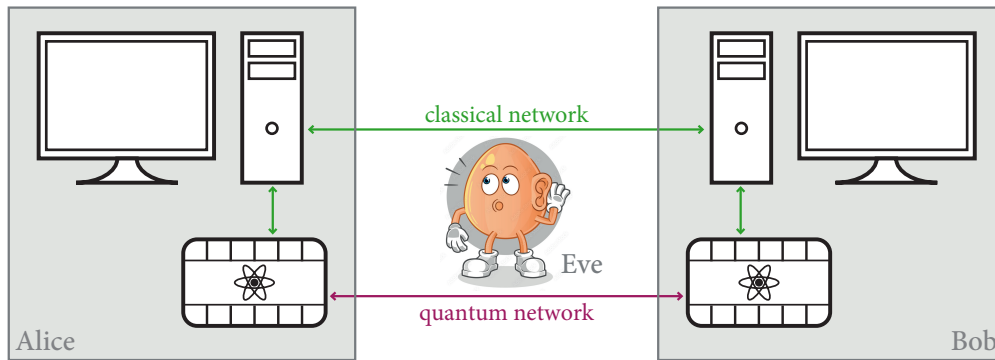 classical network
Eve
quantum network
Alice
Bob